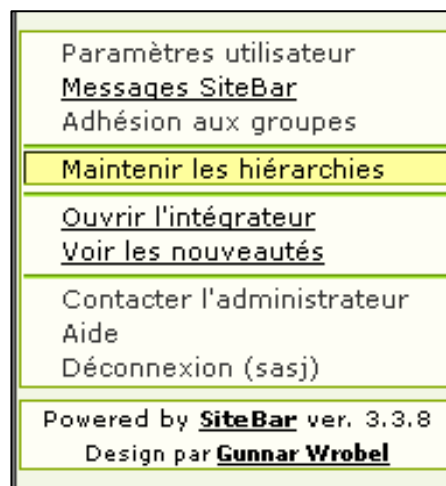 Paramètres utilisateur
Messages SiteBar
Adhésion aux groupes
Maintenir les hiérarchies
Ouvrir l'intégrateur
Voir les nouveautés
Contacter l'administrateur
Aide
Déconnexion (sasj)
Powered by SiteBar ver. 3.3.8
Design par Gunnar Wrobel